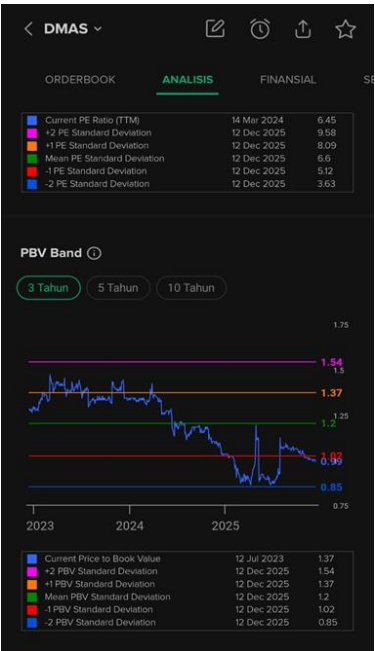 DMAS
ORDERBOOK ANALISIS FINANSIAL SE
Current PE Ratio (TTM) 14 Mar 2024 6.45
+2 PE Standard Deviation 12 Dec 2025 9.58
+1 PE Standard Deviation 12 Dec 2025 8.09
Mean PE Standard Deviation 12 Dec 2025 6.6
-1 PE Standard Deviation 12 Dec 2025 5.12
-2 PE Standard Deviation 12 Dec 2025 3.63
PBV Band
3 Tahun 5 Tahun 10 Tahun
1.75
1.54
1.5
1.37
1.25
1.2
1.02
0.99
0.85
0.75
2023 2024 2025
Current Price to Book Value 12 Jul 2023 1.37
+2 PBV Standard Deviation 12 Dec 2025 1.54
+1 PBV Standard Deviation 12 Dec 2025 1.37
Mean PBV Standard Deviation 12 Dec 2025 1.2
-1 PBV Standard Deviation 12 Dec 2025 1.02
-2 PBV Standard Deviation 12 Dec 2025 0.85